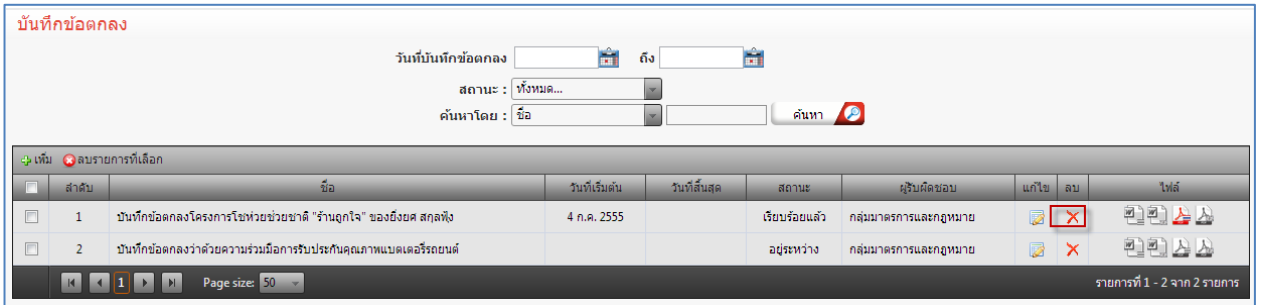 บันทึกข้อตกลง
วันที่บันทึกข้อตกลง ถึง
สถานะ : ทั้งหมด...
ค้นหาโดย : ชื่อ ค้นหา
เพิ่ม ลบรายการที่เลือก
ลำดับ ชื่อ วันที่เริ่มต้น วันที่สิ้นสุด สถานะ ผู้รับผิดชอบ แก้ไข ลบ ไฟล์
1 บันทึกข้อตกลงโครงการโชห่วยช่วยชาติ "ร้านถูกใจ" ของยิ่งยศ สกุลฟุ้ง 4 ก.ค. 2555 เรียบร้อยแล้ว กลุ่มมาตรการและกฎหมาย
2 บันทึกข้อตกลงว่าด้วยความร่วมมือการรับประกันคุณภาพแบตเตอรี่รถยนต์ อยู่ระหว่าง กลุ่มมาตรการและกฎหมาย
1 Page size: 50 รายการที่ 1 - 2 จาก 2 รายการ